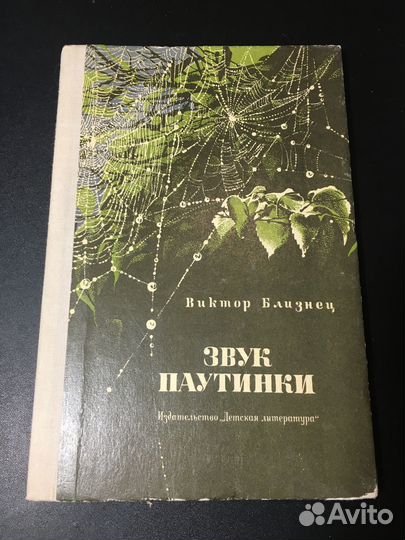 Виктор Близнец
ЗВУК
ПАУТИНКИ
Издательство „Детская литература“
Avito